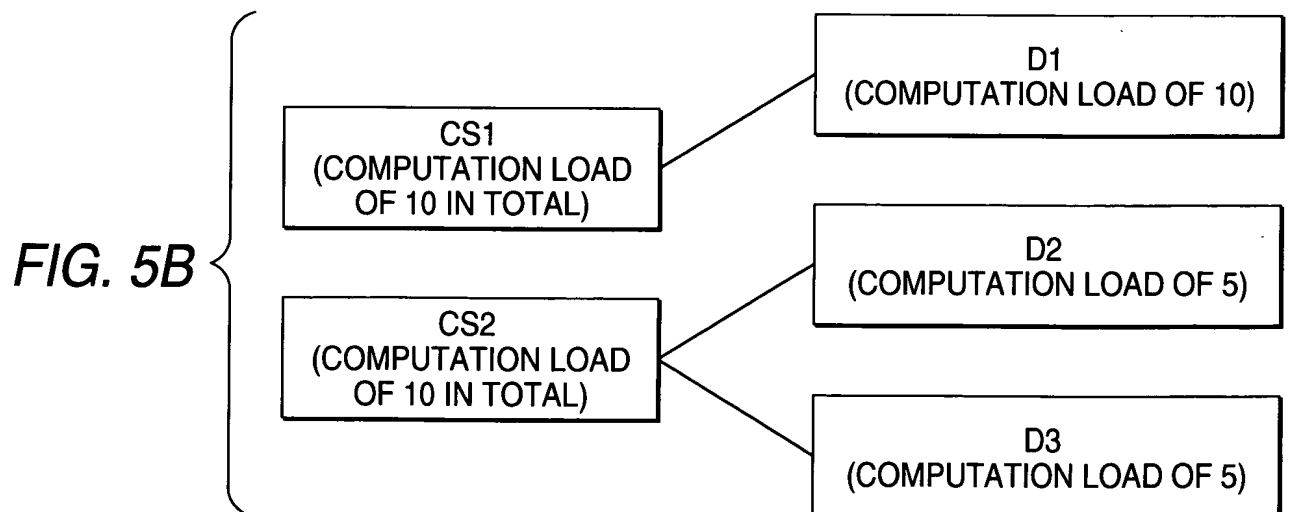 FIG. 5B
CS1
(COMPUTATION LOAD
OF 10 IN TOTAL)
CS2
(COMPUTATION LOAD
OF 10 IN TOTAL)
D1
(COMPUTATION LOAD OF 10)
D2
(COMPUTATION LOAD OF 5)
D3
(COMPUTATION LOAD OF 5)